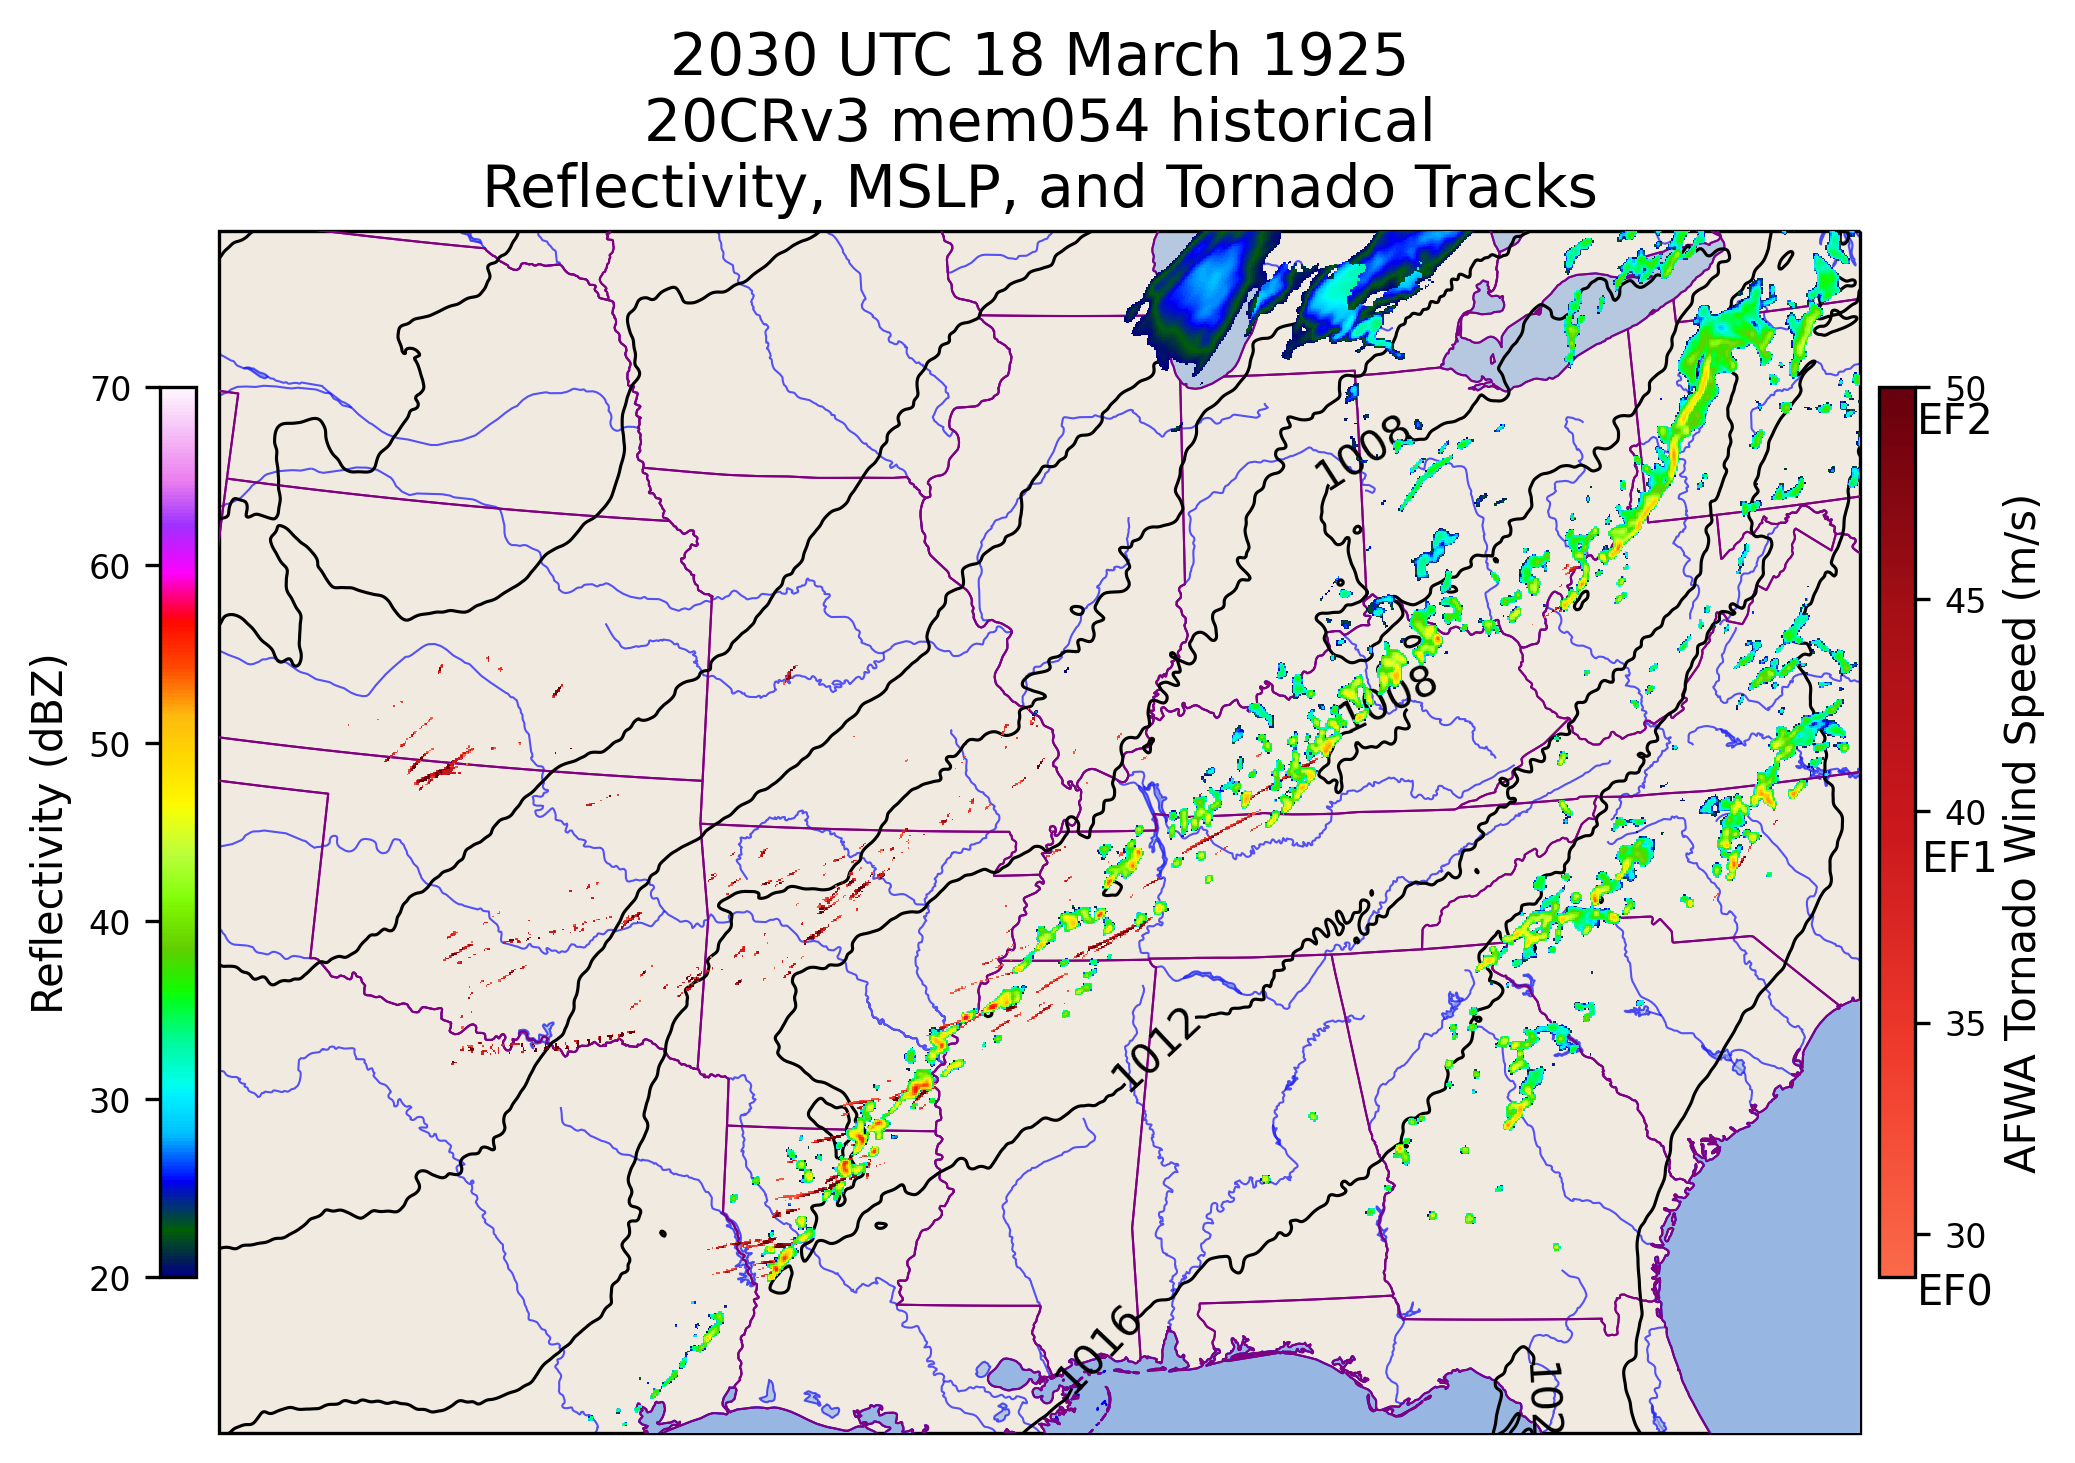 2030 UTC 18 March 1925
20CRv3 mem054 historical
Reflectivity, MSLP, and Tornado Tracks
70
60
50
40
30
20
Reflectivity (dBZ)
1008
1008
1012
1016
102
50
EF2
45
40
EF1
35
30
EF0
AFWA Tornado Wind Speed (m/s)